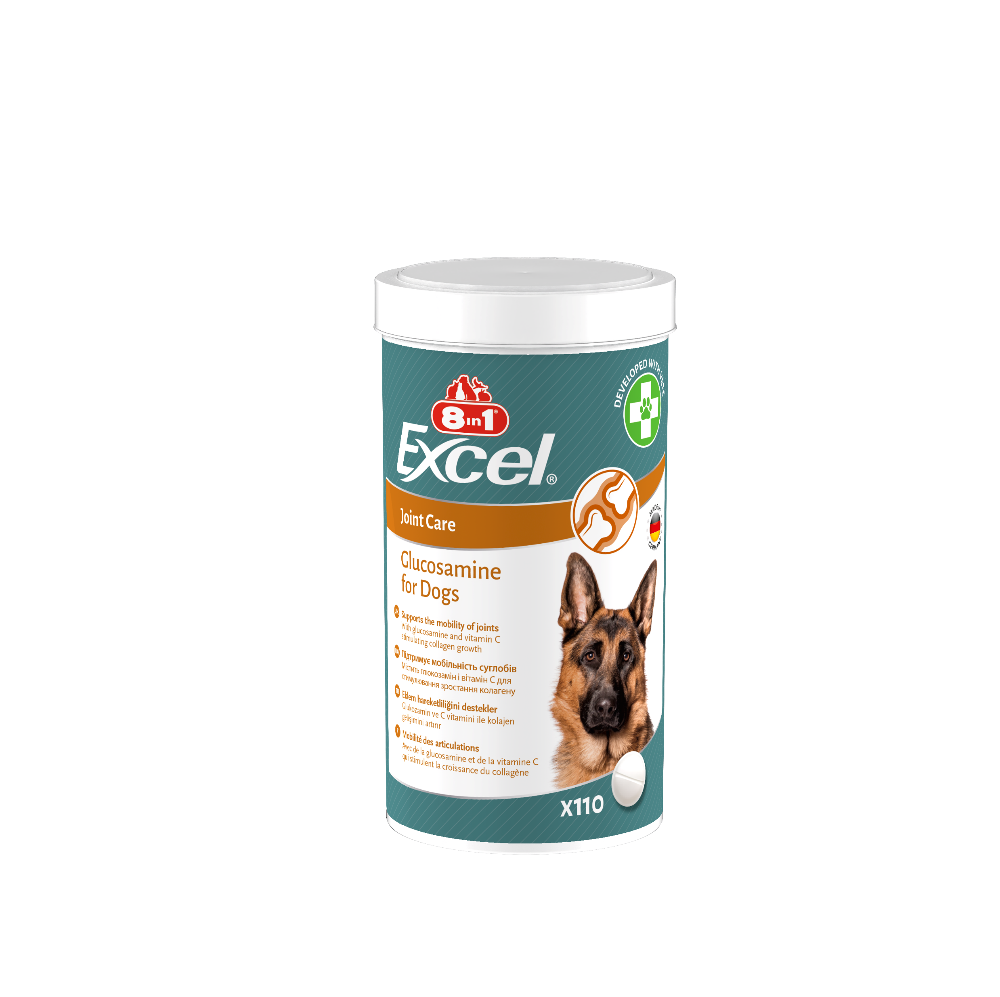 DEVELOPED WITH VETS
8in1®
Excel®
MADE IN
GERMANY
Joint Care
Glucosamine
for Dogs
UK Supports the mobility of joints
With glucosamine and vitamin C
stimulating collagen growth
UA Підтримує мобільність суглобів
Містить глюкозамін і вітамін С для
стимулювання зростання колагену
TR Eklem hareketliliğini destekler
Glukozamin ve C vitamini ile kolajen
gelişimini artırır
F Mobilité des articulations
Avec de la glucosamine et de la vitamine C
qui stimulent la croissance du collagène
X110